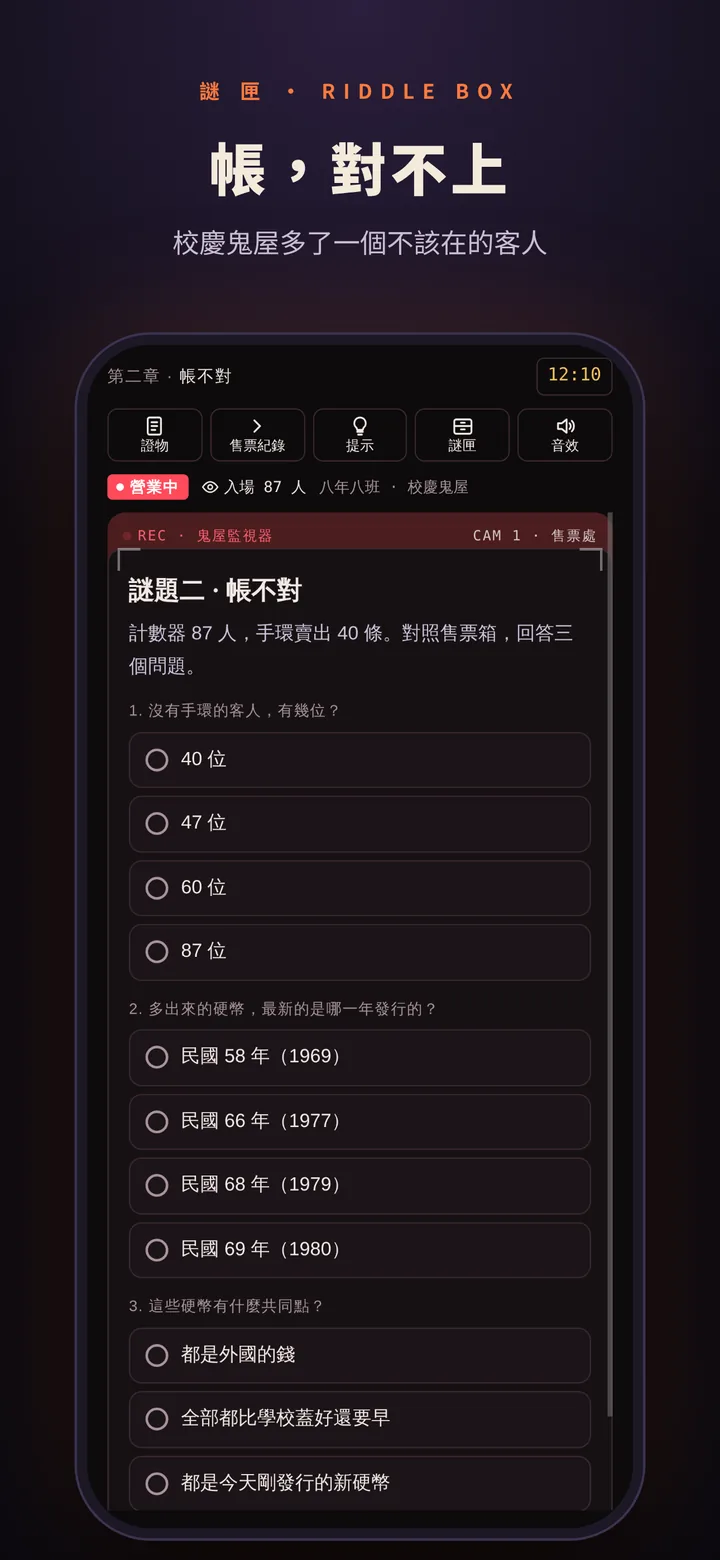 謎匣 • RIDDLE BOX
帳，對不上
校慶鬼屋多了一個不該在的客人
第二章 · 帳不對
12:10
證物
售票紀錄
提示
謎匣
音效
營業中
入場 87 人
八年八班 · 校慶鬼屋
REC · 鬼屋監視器
CAM 1 · 售票處
謎題二 · 帳不對
計數器 87 人，手環賣出 40 條。對照售票箱，回答三
個問題。
1. 沒有手環的客人，有幾位？
40 位
47 位
60 位
87 位
2. 多出來的硬幣，最新的是哪一年發行的？
民國 58 年（1969）
民國 66 年（1977）
民國 68 年（1979）
民國 69 年（1980）
3. 這些硬幣有什麼共同點？
都是外國的錢
全部都比學校蓋好還要早
都是今天剛發行的新硬幣